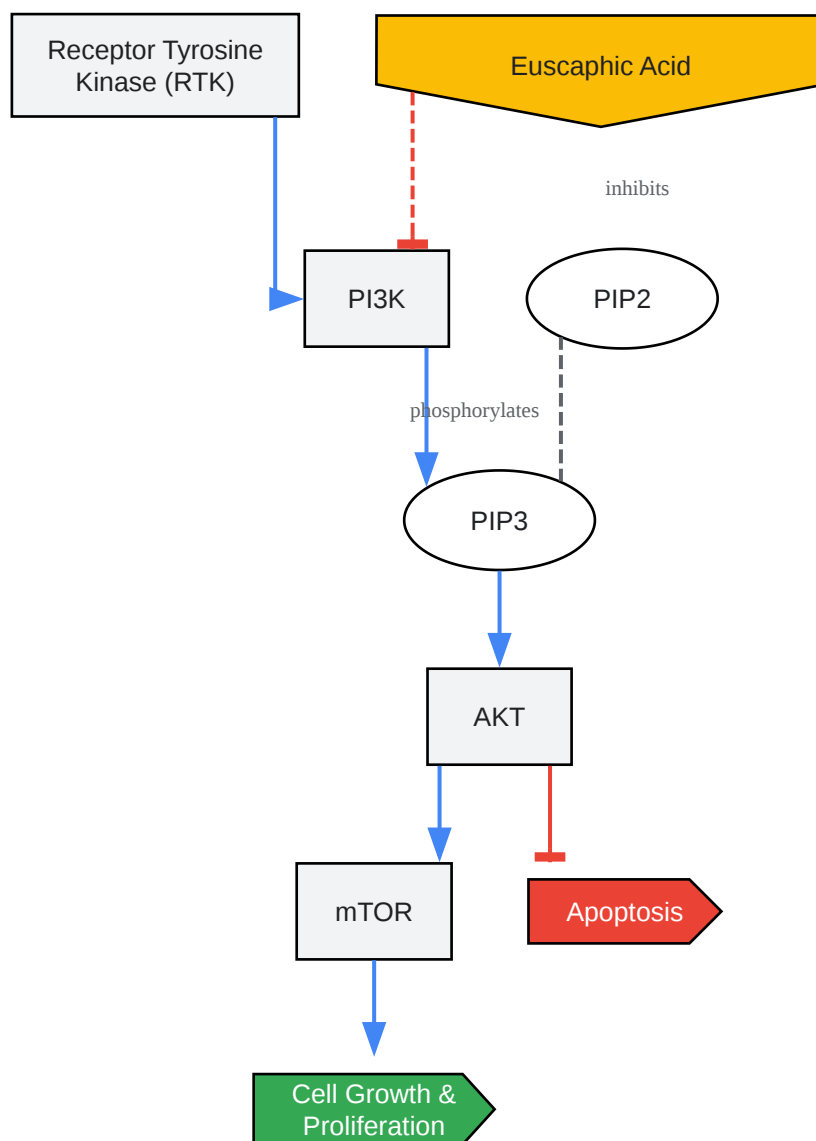 Receptor Tyrosine
Kinase (RTK)
Euscaphic Acid
inhibits
PI3K
PIP2
phosphorylates
PIP3
AKT
mTOR
Apoptosis
Cell Growth &
Proliferation